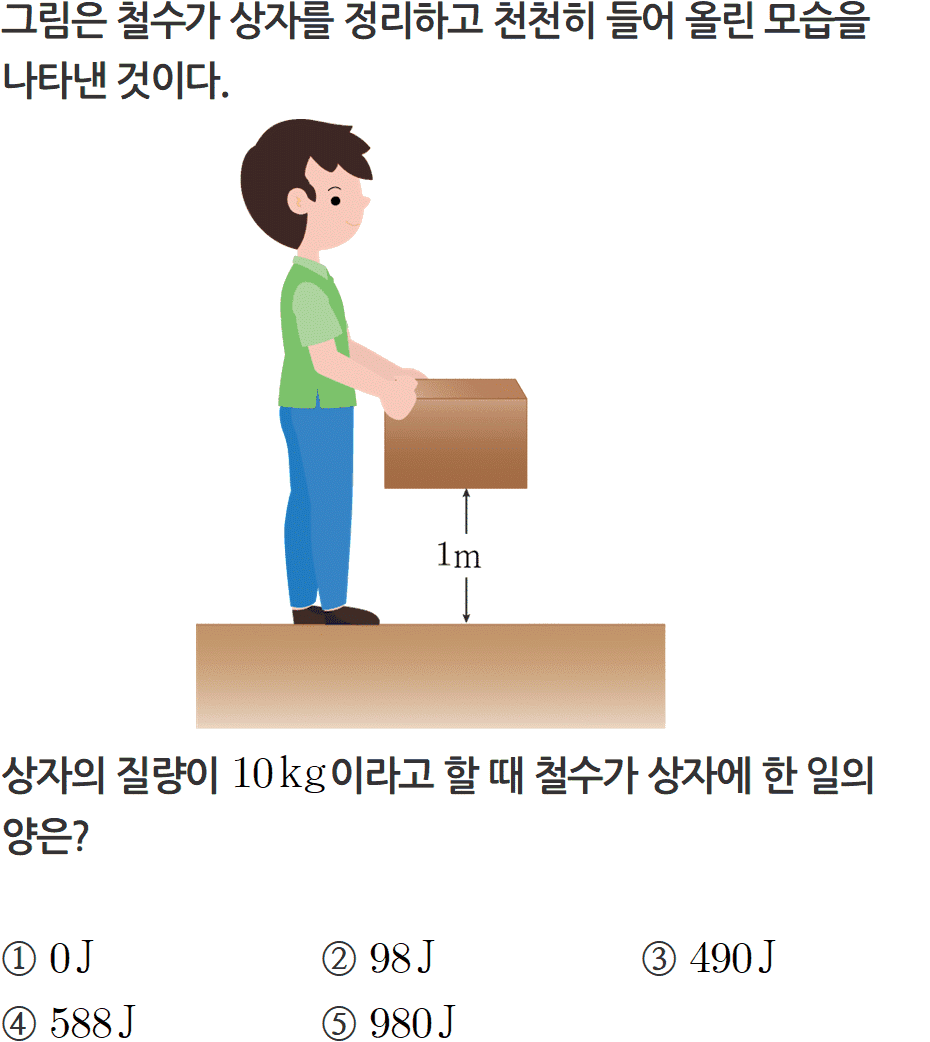 그림은 철수가 상자를 정리하고 천천히 들어 올린 모습을
나타낸 것이다.
1m
상자의 질량이 10kg이라고 할 때 철수가 상자에 한 일의
양은?
① 0J ② 98J ③ 490J
④ 588J ⑤ 980J